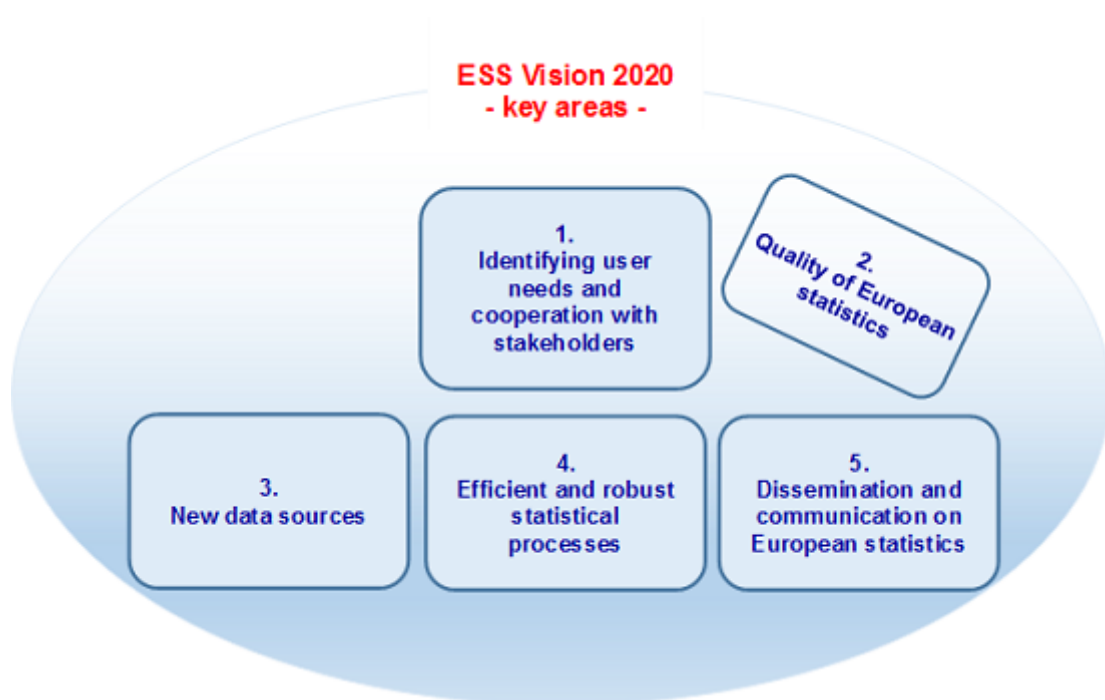 ESS Vision 2020
- key areas -
1.
Identifying user
needs and
cooperation with
stakeholders
2.
Quality of European
statistics
3.
New data sources
4.
Efficient and robust
statistical
processes
5.
Dissemination and
communication on
European statistics